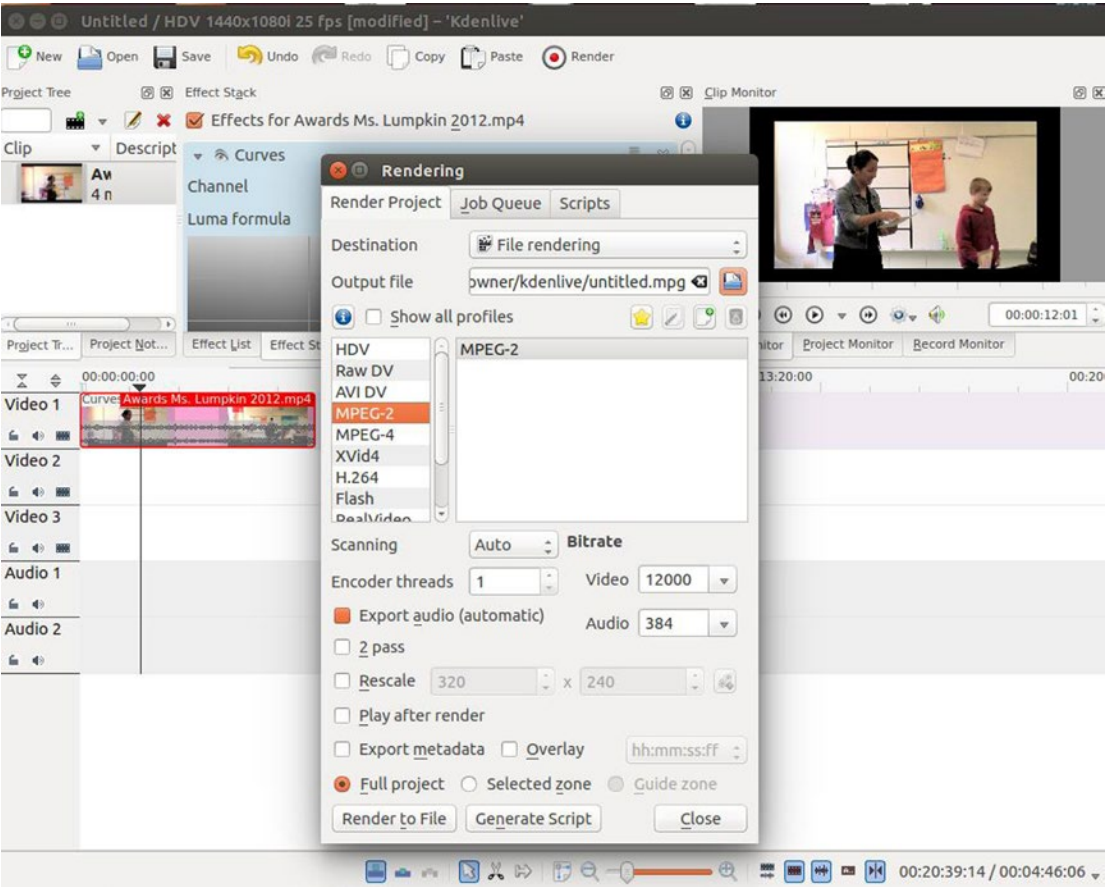 Untitled / HDV 1440x1080i 25 fps [modified] – 'Kdenlive'
New Open Save Undo Redo Copy Paste Render
Project Tree Effect Stack Clip Monitor
Effects for Awards Ms. Lumpkin 2012.mp4
Clip Descript
Curves
4 n
Channel
Luma formula
Rendering
Render Project Job Queue Scripts
Destination File rendering
Output file owner/kdenlive/untitled.mpg
Show all profiles
00:00:12:01
Project Tr... Project Not... Effect List Effect St
Project Monitor Record Monitor
HDV
Raw DV
AVI DV
MPEG-2
MPEG-4
XVid4
H.264
Flash
RealVideo
MPEG-2
00:00:00:00 13:20:00 00:20
Video 1
Curves Awards Ms. Lumpkin 2012.mp4
Video 2
Video 3
Audio 1
Audio 2
Scanning Auto Bitrate
Encoder threads 1 Video 12000
Export audio (automatic) Audio 384
2 pass
Rescale 320 x 240
Play after render
Export metadata Overlay hh:mm:ss:ff
Full project Selected zone Guide zone
Render to File Generate Script Close
00:20:39:14 / 00:04:46:06